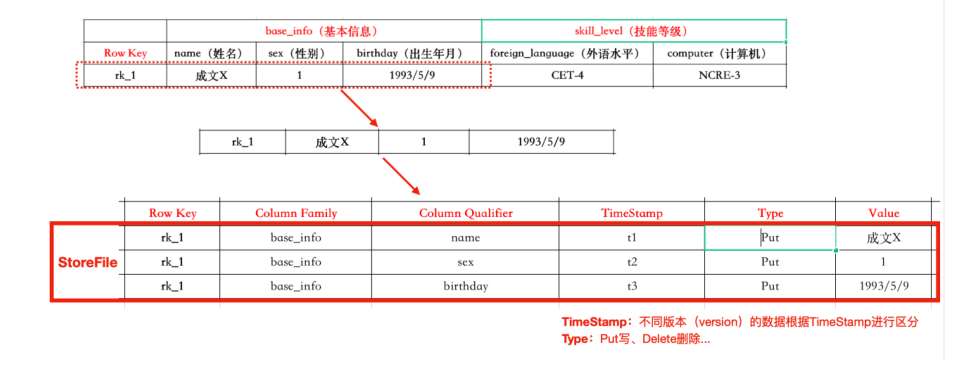 base_info（基本信息） skill_level（技能等级）
Row Key name（姓名） sex（性别） birthday（出生年月） foreign_language（外语水平） computer（计算机）
rk_1 成文X 1 1993/5/9 CET-4 NCRE-3
rk_1 成文X 1 1993/5/9
Row Key Column Family Column Qualifier TimeStamp Type Value
rk_1 base_info name t1 Put 成文X
StoreFile rk_1 base_info sex t2 Put 1
rk_1 base_info birthday t3 Put 1993/5/9
TimeStamp：不同版本（version）的数据根据TimeStamp进行区分
Type：Put写、Delete删除...